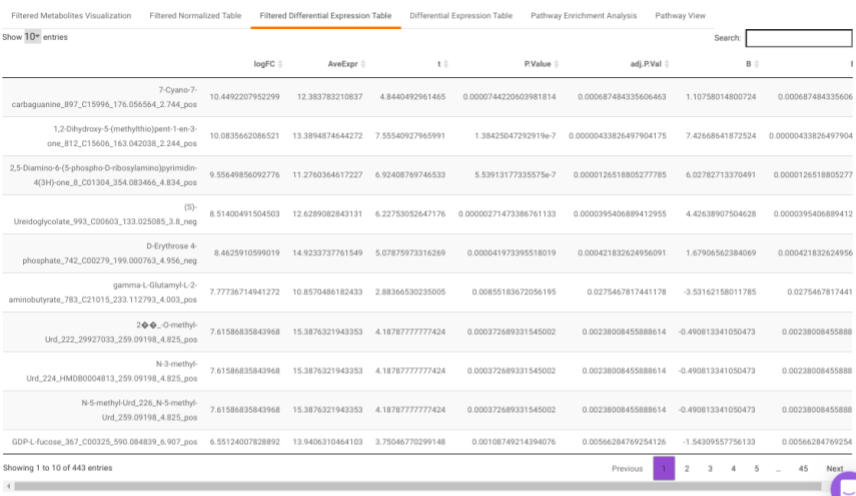 Filtered Metabolites Visualization Filtered Normalized Table Filtered Differential Expression Table Differential Expression Table Pathway Enrichment Analysis Pathway View
Show 10 entries Search:
logFC AveExpr t P.Value adj.P.Val B
7-Cyano-7-
carbaguanine_897_C15996_176.056564_2.744_pos 10.4492207952299 12.383783210837 4.8440492961465 0.0000744220603981814 0.000687484335606463 1.10758014800724 0.000687484335606
1,2-Dihydroxy-5-(methylthio)pent-1-en-3-
one_812_C15606_163.042038_2.244_pos 10.0835662086521 13.3894874644272 7.55540927965991 1.38425047292919e-7 0.00000433826497904175 7.42668641872524 0.00000433826497904
2,5-Diamino-6-(5-phospho-D-ribosylamino)pyrimidin-
4(3H)-one_8_C01304_354.083466_4.834_pos 9.55649856092776 11.2760364617227 6.92408769746533 5.53913177335575e-7 0.0000126518805277785 6.02782713370491 0.0000126518805277
(S)-
Ureidoglycolate_993_C00603_133.025085_3.8_neg 8.51400491504503 12.6289082843131 6.22753052647176 0.00000271473386761133 0.0000395406889412955 4.42638907504628 0.0000395406889412
D-Erythrose 4-
phosphate_742_C00279_199.000763_4.956_neg 8.4625910599019 14.9233737761549 5.07875973316269 0.000041973395518019 0.000421832624956091 1.67906562384069 0.000421832624956
gamma-L-Glutamyl-L-2-
aminobutyrate_783_C21015_233.112793_4.003_pos 7.77736714941272 10.8570486182433 2.88366530235005 0.00855183672056195 0.0275467817441178 -3.53162158011785 0.0275467817441
2��_-O-methyl-
Urd_222_29927033_259.09198_4.825_pos 7.61586835843968 15.3876321943353 4.18787777777424 0.000372689331545002 0.00238008455888614 -0.490813341050473 0.00238008455888
N-3-methyl-
Urd_224_HMDB0004813_259.09198_4.825_pos 7.61586835843968 15.3876321943353 4.18787777777424 0.000372689331545002 0.00238008455888614 -0.490813341050473 0.00238008455888
N-5-methyl-Urd_226_N-5-methyl-
Urd_259.09198_4.825_pos 7.61586835843968 15.3876321943353 4.18787777777424 0.000372689331545002 0.00238008455888614 -0.490813341050473 0.00238008455888
GDP-L-fucose_367_C00325_590.084839_6.907_pos 6.55124007828892 13.9406310464103 3.75046770299148 0.00108749214394076 0.00566284769254126 -1.54309557756133 0.00566284769254
Showing 1 to 10 of 443 entries Previous 1 2 3 4 5 … 45 Next